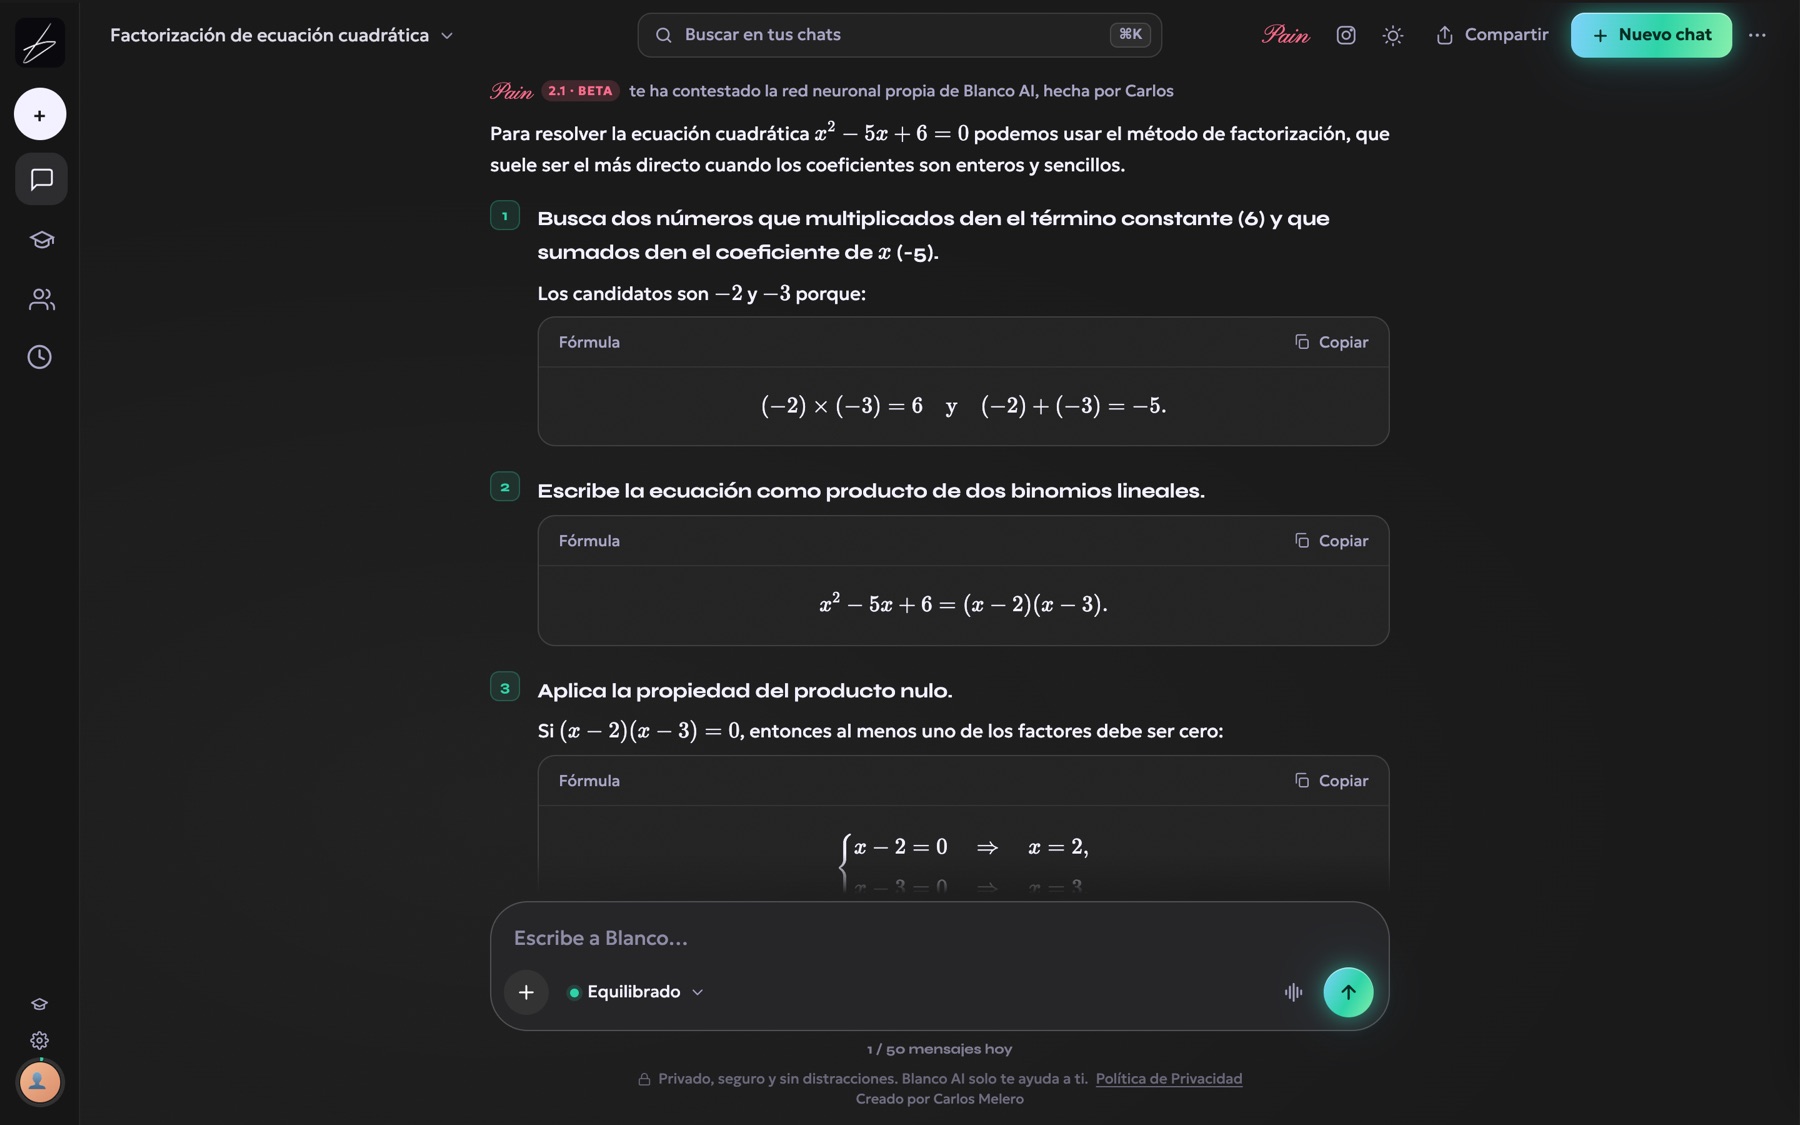 Factorización de ecuación cuadrática
Buscar en tus chats
⌘K
Pain
Compartir
+ Nuevo chat
Pain 2.1 · BETA te ha contestado la red neuronal propia de Blanco AI, hecha por Carlos
Para resolver la ecuación cuadrática x² − 5x + 6 = 0 podemos usar el método de factorización, que
suele ser el más directo cuando los coeficientes son enteros y sencillos.
1 Busca dos números que multiplicados den el término constante (6) y que
sumados den el coeficiente de x (-5).
Los candidatos son −2 y −3 porque:
Fórmula
Copiar
(−2) × (−3) = 6 y (−2) + (−3) = −5.
2 Escribe la ecuación como producto de dos binomios lineales.
Fórmula
Copiar
x² − 5x + 6 = (x − 2)(x − 3).
3 Aplica la propiedad del producto nulo.
Si (x − 2)(x − 3) = 0, entonces al menos uno de los factores debe ser cero:
Fórmula
Copiar
x − 2 = 0 ⇒ x = 2,
x − 3 = 0 ⇒ x = 3
Escribe a Blanco...
+ Equilibrado
1 / 50 mensajes hoy
Privado, seguro y sin distracciones. Blanco AI solo te ayuda a ti. Política de Privacidad
Creado por Carlos Melero